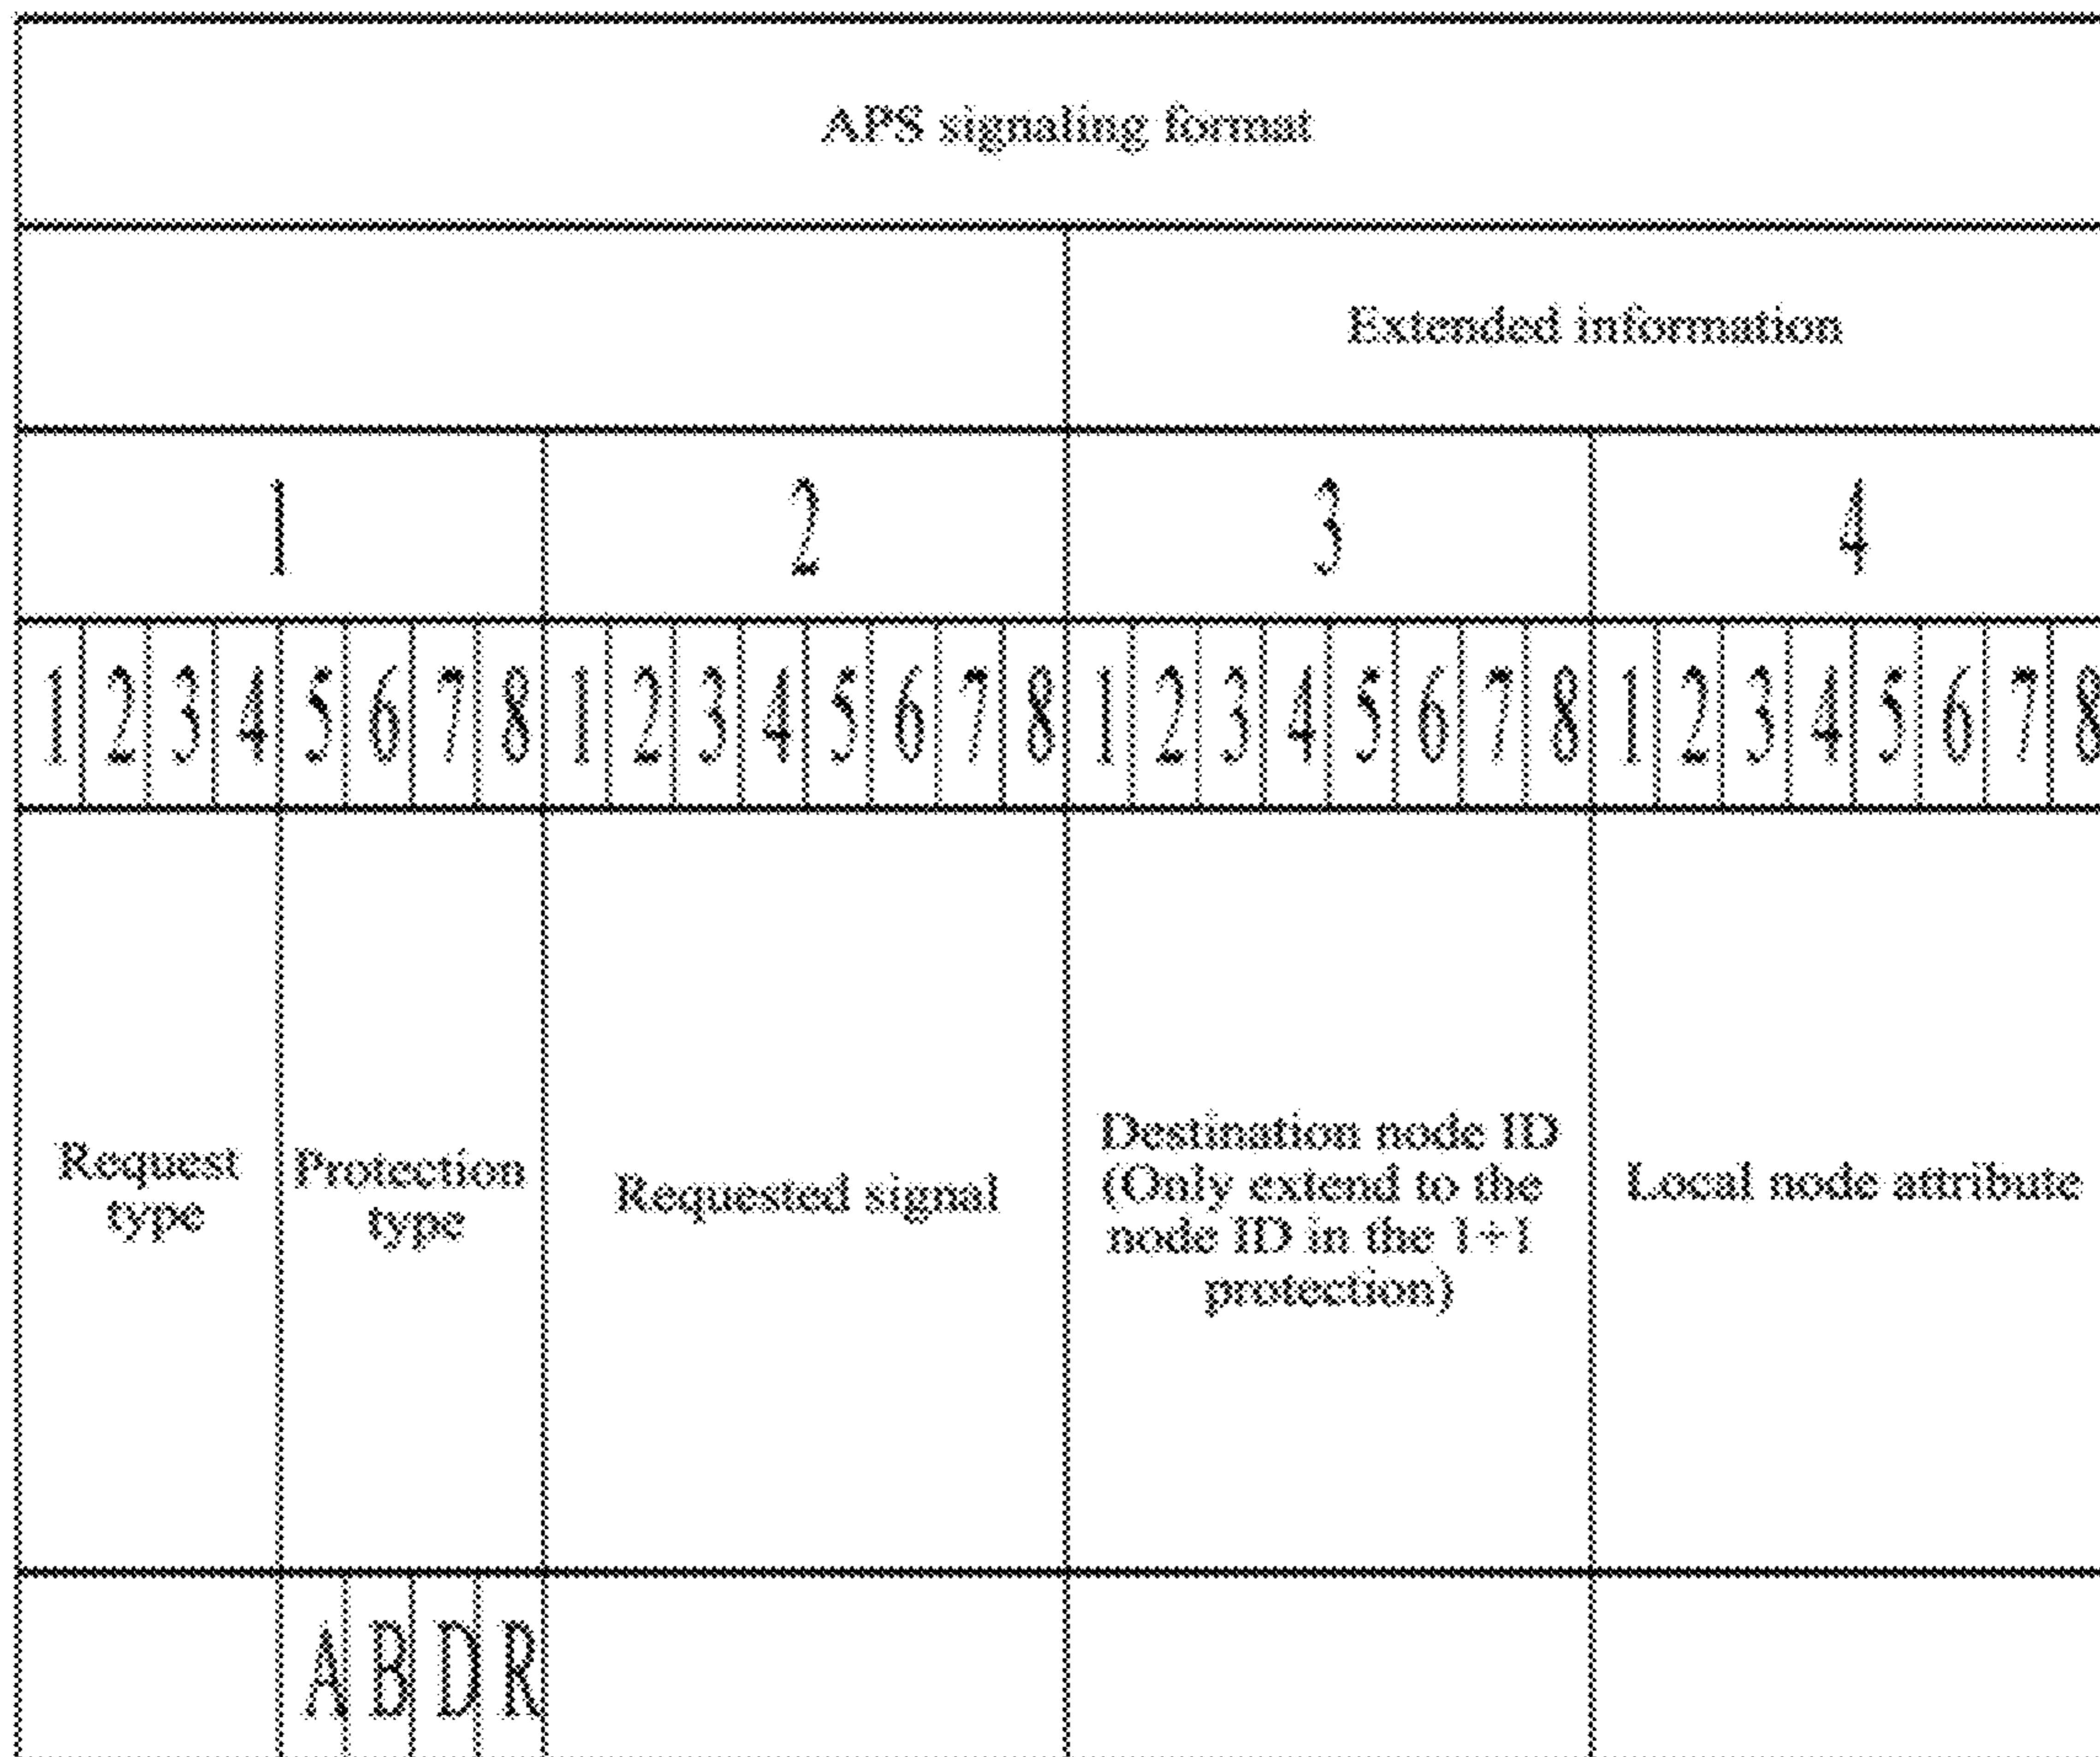 APS signaling format
Extended information
1 2 3 4
1 2 3 4 5 6 7 8 1 2 3 4 5 6 7 8 1 2 3 4 5 6 7 8 1 2 3 4 5 6 7 8
Request
type
Protection
type
Requested signal
Destination node ID
(Only extend to the
node ID in the 1+1
protection)
Local node attribute
A B D R